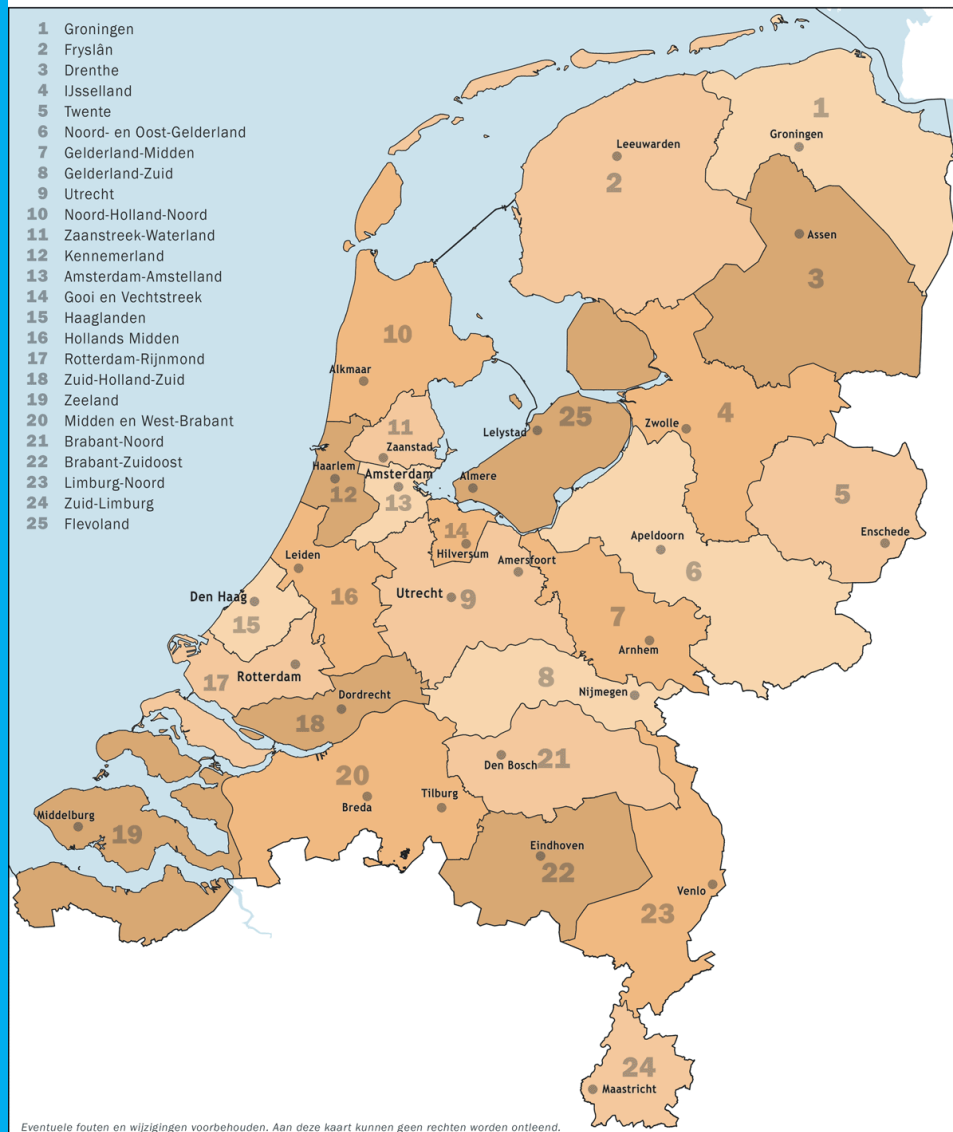 1 Groningen
2 Fryslân
3 Drenthe
4 IJsselland
5 Twente
6 Noord- en Oost-Gelderland
7 Gelderland-Midden
8 Gelderland-Zuid
9 Utrecht
10 Noord-Holland-Noord
11 Zaanstreek-Waterland
12 Kennemerland
13 Amsterdam-Amstelland
14 Gooi en Vechtstreek
15 Haaglanden
16 Hollands Midden
17 Rotterdam-Rijnmond
18 Zuid-Holland-Zuid
19 Zeeland
20 Midden en West-Brabant
21 Brabant-Noord
22 Brabant-Zuidoost
23 Limburg-Noord
24 Zuid-Limburg
25 Flevoland
1
Groningen
Leeuwarden
2
Assen
3
10
Alkmaar
25
4
11
Zwolle
Lelystad
Zaanstad
Haarlem
Amsterdam
Almere
12
13
5
14
Enschede
Apeldoorn
Hilversum
Leiden
Amersfoort
6
Den Haag
16
Utrecht
9
15
7
Arnhem
17
Rotterdam
8
Nijmegen
Dordrecht
18
Den Bosch
21
20
Tilburg
Breda
Middelburg
19
Eindhoven
22
Venlo
23
24
Maastricht
Eventuele fouten en wijzigingen voorbehouden. Aan deze kaart kunnen geen rechten worden ontleend.